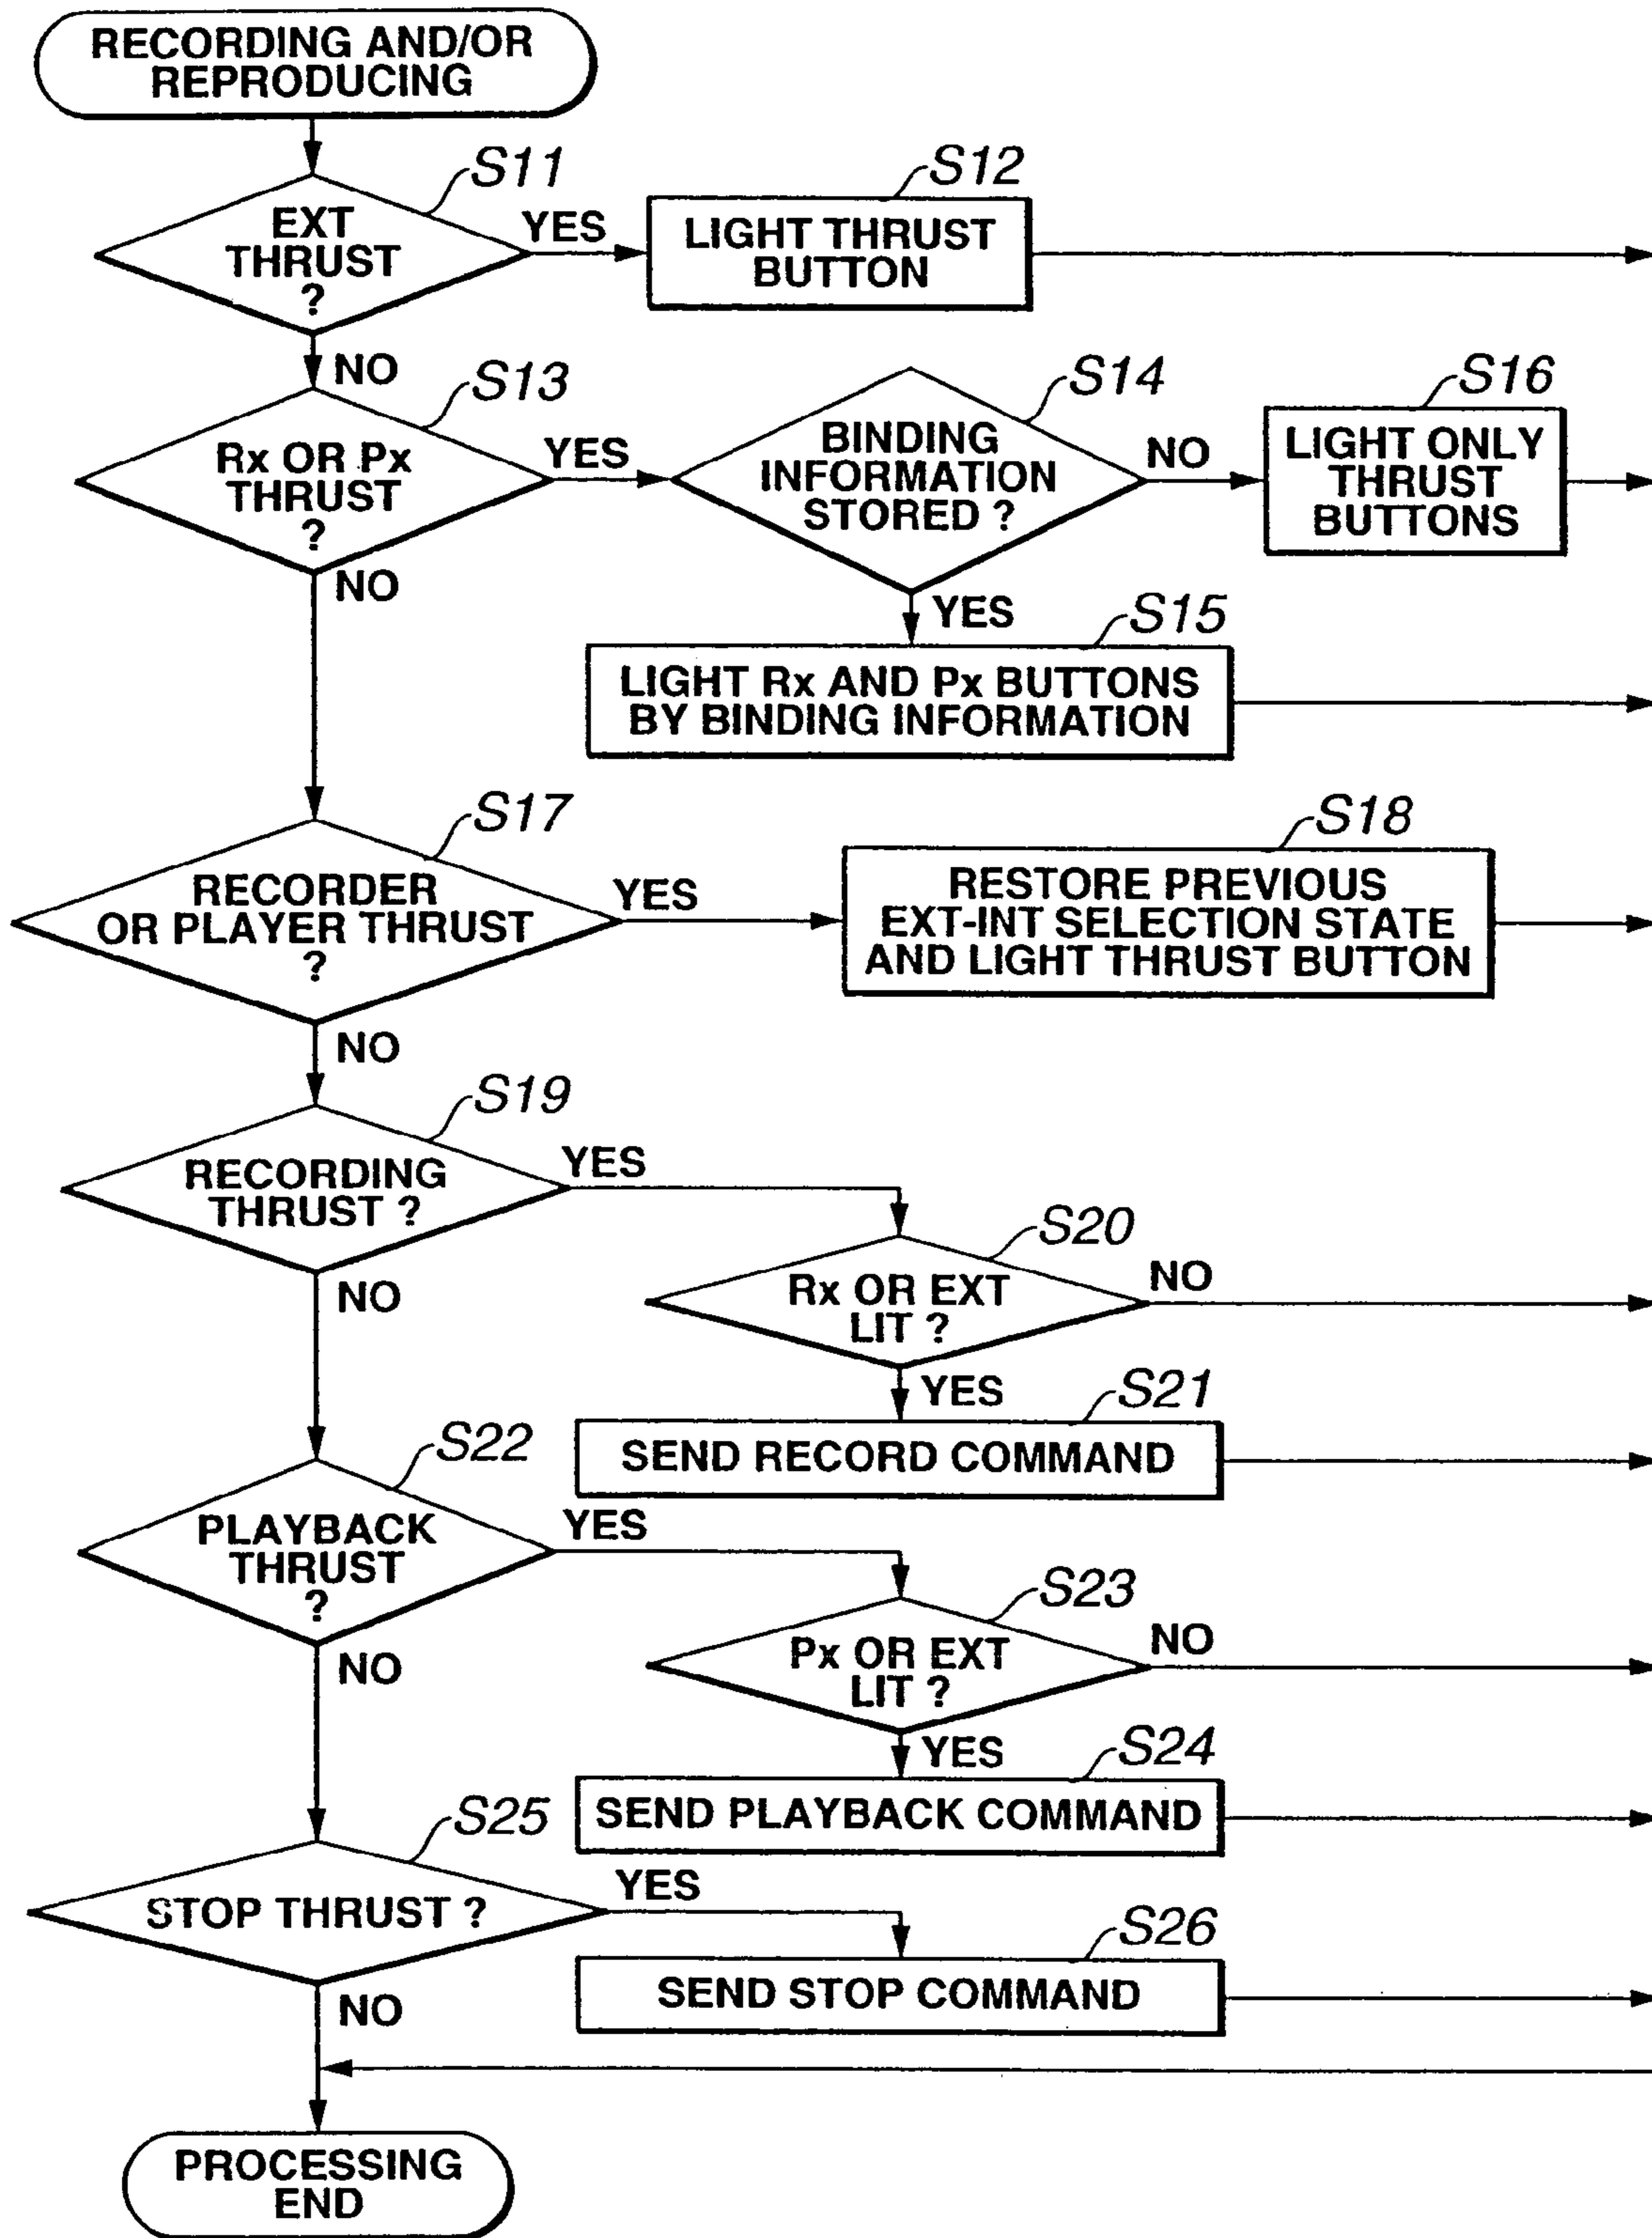 RECORDING AND/OR
REPRODUCING
S11
EXT
THRUST
?
YES
S12
LIGHT THRUST
BUTTON
NO
S13
Rx OR Px
THRUST
?
YES
S14
BINDING
INFORMATION
STORED ?
NO
S16
LIGHT ONLY
THRUST
BUTTONS
NO
YES
S15
LIGHT Rx AND Px BUTTONS
BY BINDING INFORMATION
S17
RECORDER
OR PLAYER THRUST
?
YES
S18
RESTORE PREVIOUS
EXT-INT SELECTION STATE
AND LIGHT THRUST BUTTON
NO
S19
RECORDING
THRUST ?
YES
S20
Rx OR EXT
LIT ?
NO
NO
YES
S21
SEND RECORD COMMAND
S22
PLAYBACK
THRUST
?
YES
S23
Px OR EXT
LIT ?
NO
NO
YES
S24
SEND PLAYBACK COMMAND
S25
STOP THRUST ?
YES
S26
SEND STOP COMMAND
NO
PROCESSING
END